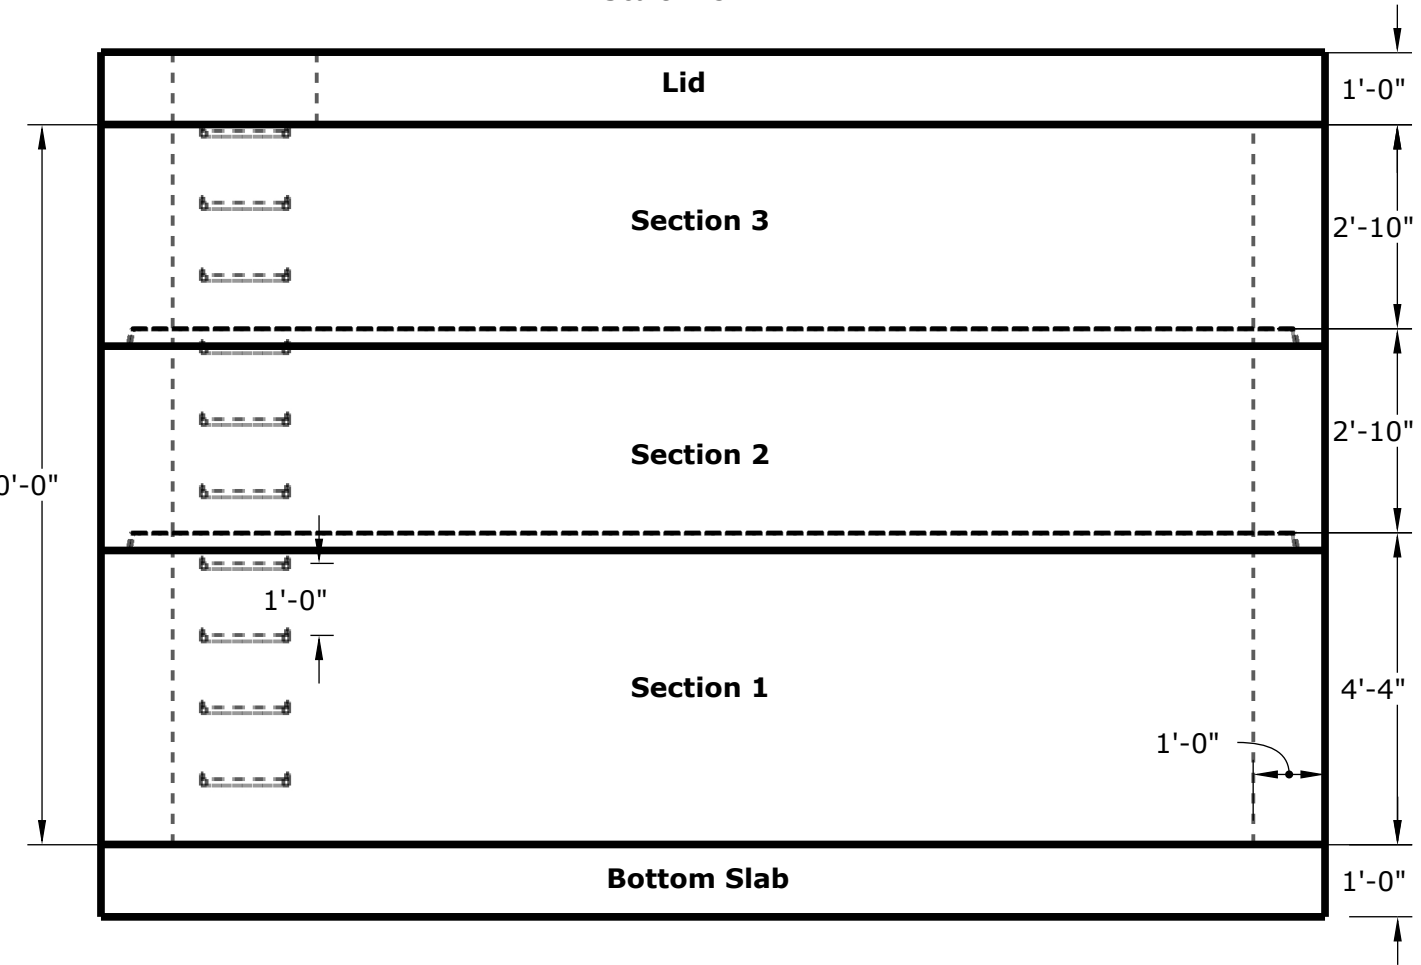 Lid
1'-0"
Section 3
2'-10"
Section 2
2'-10"
0'-0"
1'-0"
Section 1
4'-4"
1'-0"
Bottom Slab
1'-0"